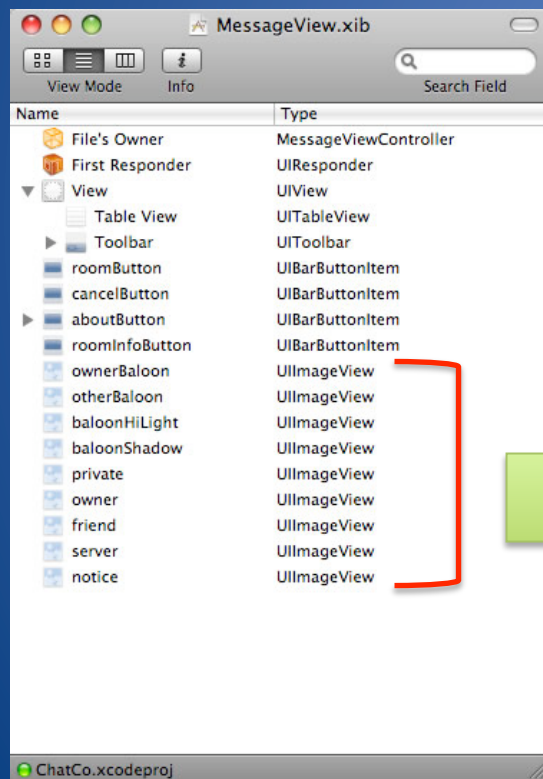 MessageView.xib
View Mode Info Search Field
Name Type
File's Owner MessageViewController
First Responder UIResponder
View UIView
Table View UITableView
Toolbar UIToolbar
roomButton UIBarButtonItem
cancelButton UIBarButtonItem
aboutButton UIBarButtonItem
roomInfoButton UIBarButtonItem
ownerBaloon UIImageView
otherBaloon UIImageView
baloonHiLight UIImageView
baloonShadow UIImageView
private UIImageView
owner UIImageView
friend UIImageView
server UIImageView
notice UIImageView
ChatCo.xcodeproj